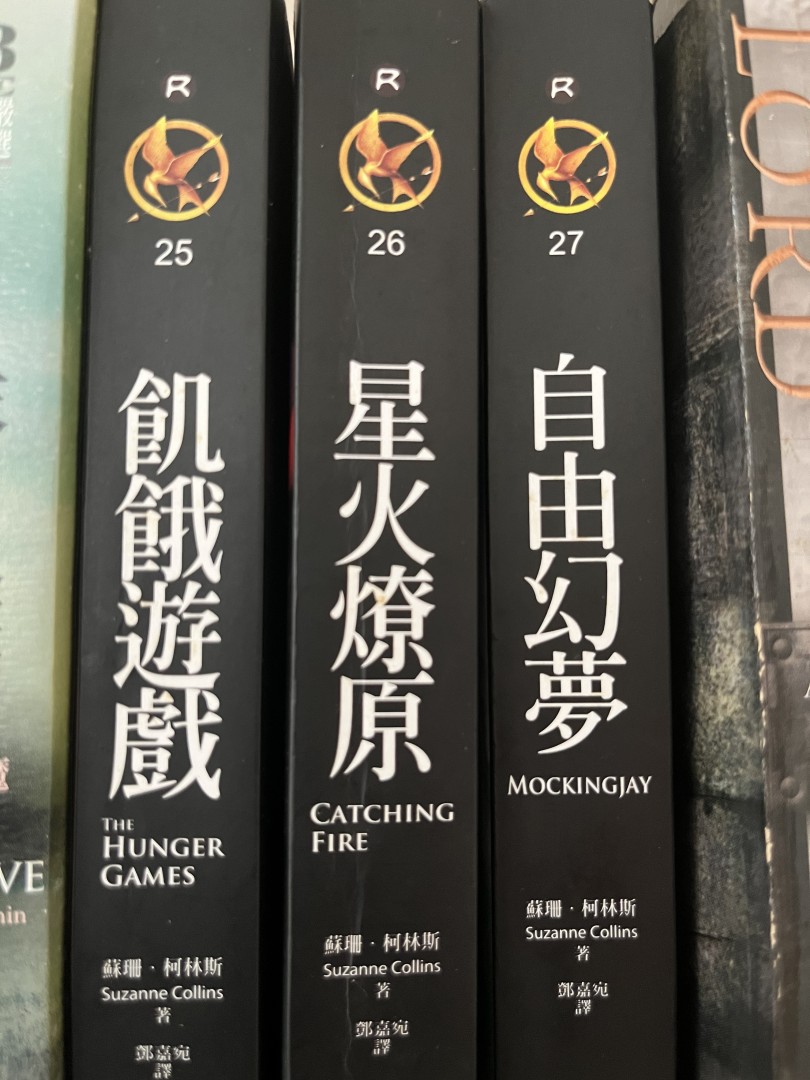 R
25
飢餓遊戲
THE
HUNGER
GAMES
蘇珊·柯林斯
Suzanne Collins
著
鄧嘉宛
譯
R
26
星火燎原
CATCHING
FIRE
蘇珊·柯林斯
Suzanne Collins
著
鄧嘉宛
譯
R
27
自由幻夢
MOCKINGJAY
蘇珊·柯林斯
Suzanne Collins
著
鄧嘉宛
譯
LORD